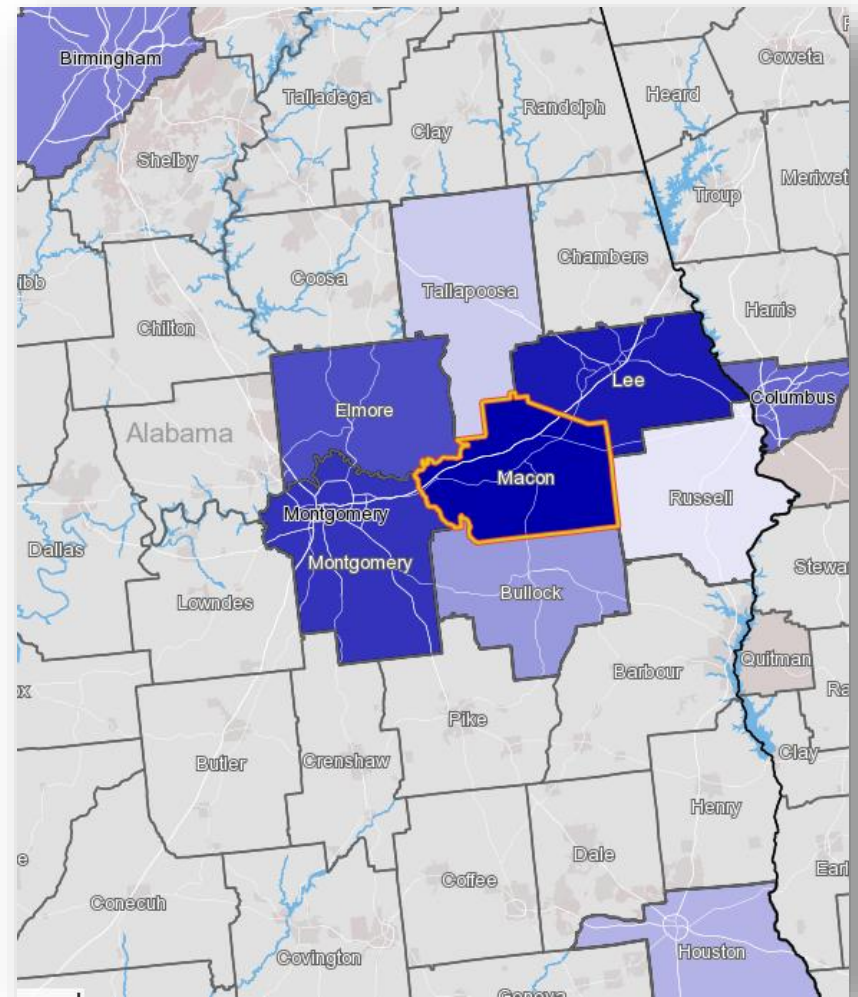 Birmingham
Coweta
Talladega
Heard
Randolph
Clay
Shelby
Troup
Meriwet
Chambers
Coosa
Tallapoosa
ibb
Harris
Chilton
Lee
Columbus
Elmore
Alabama
Macon
Russell
Montgomery
Dallas
Montgomery
Stewar
Bullock
Lowndes
Quitman
Barbour
Ra
Pike
Clay
Butler
Crenshaw
Henry
Dale
Earl
Coffee
Conecuh
Houston
Covington
Geneva